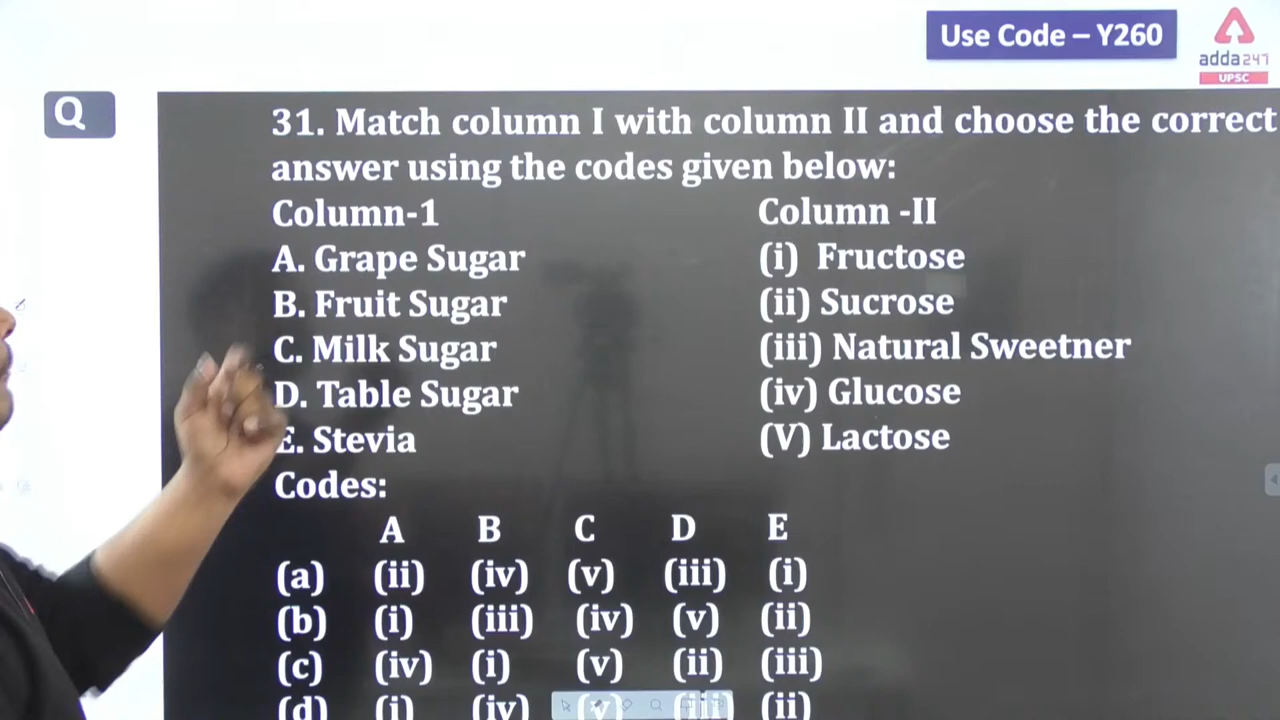 Use Code – Y260
adda247
UPSC
Q
31. Match column I with column II and choose the correct
answer using the codes given below:
Column-1 Column -II
A. Grape Sugar (i) Fructose
B. Fruit Sugar (ii) Sucrose
C. Milk Sugar (iii) Natural Sweetner
D. Table Sugar (iv) Glucose
E. Stevia (V) Lactose
Codes:
A B C D E
(a) (ii) (iv) (v) (iii) (i)
(b) (i) (iii) (iv) (v) (ii)
(c) (iv) (i) (v) (ii) (iii)
(d) (i) (iv) (v) (iii) (ii)